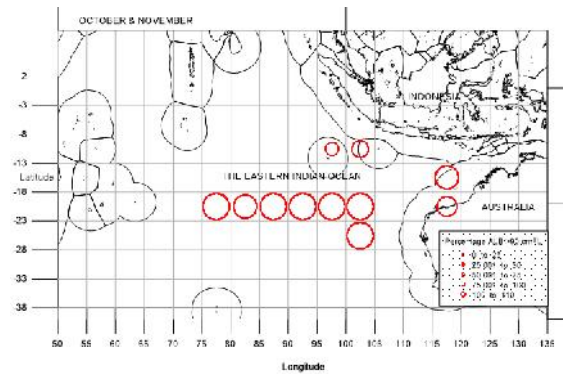 OCTOBER & NOVEMBER
2
-3
-8
-13
Latitude
-18
-23
-28
-33
38
INDONESIA
THE EASTERN INDIAN OCEAN
AUSTRALIA
Percentage
50 55 60 65 70 75 80 85 90 95 100 105 110 115 120 125 130 135
Longitude